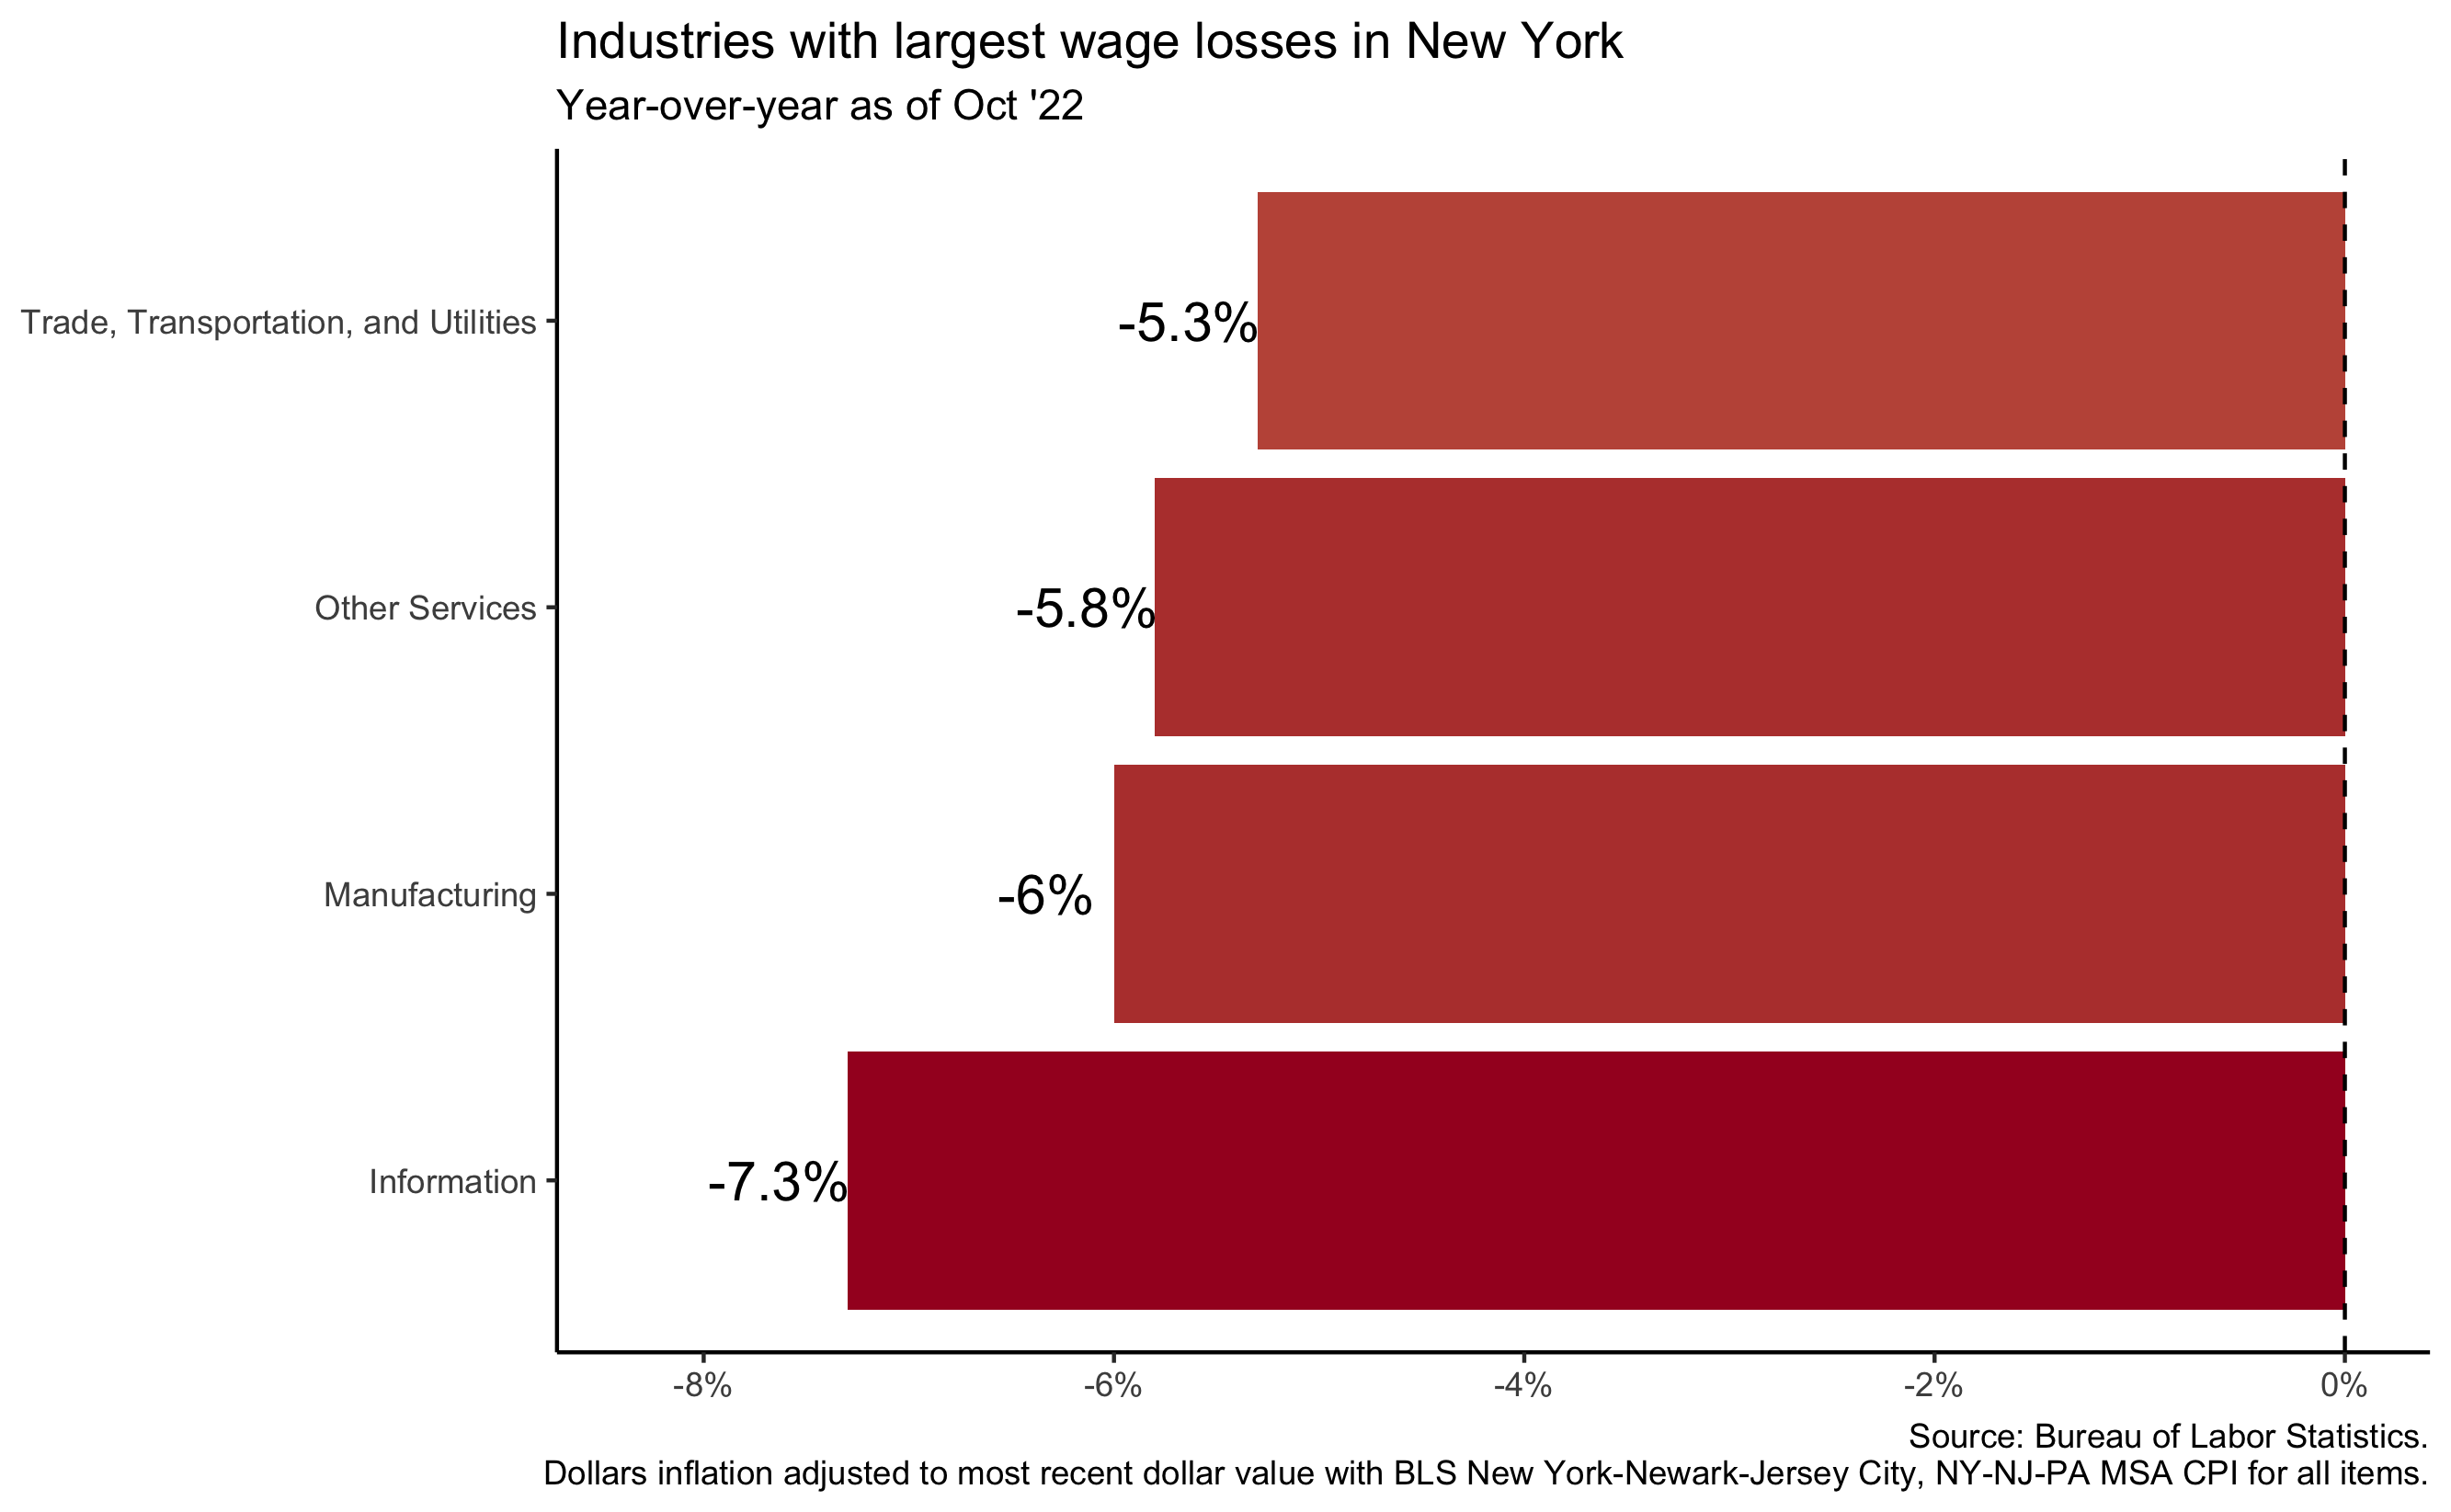 Industries with largest wage losses in New York
Year-over-year as of Oct '22
Trade, Transportation, and Utilities
-5.3%
Other Services
-5.8%
Manufacturing
-6%
Information
-7.3%
-8%
-6%
-4%
-2%
0%
Source: Bureau of Labor Statistics.
Dollars inflation adjusted to most recent dollar value with BLS New York-Newark-Jersey City, NY-NJ-PA MSA CPI for all items.